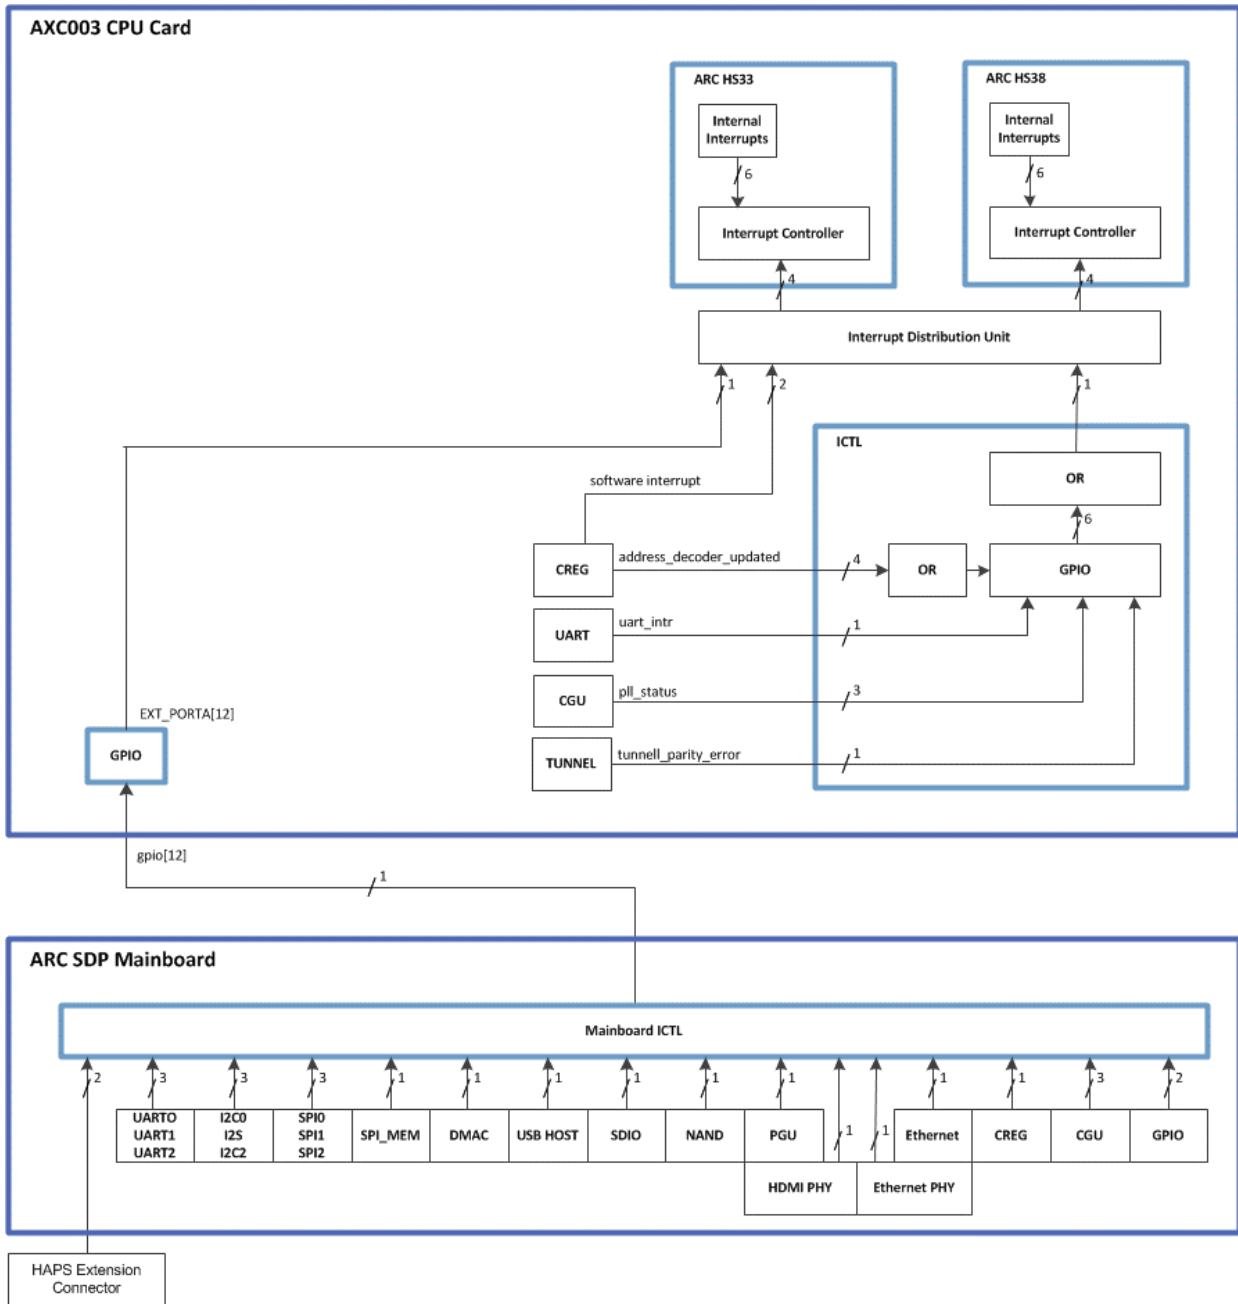 AXC003 CPU Card
ARC HS33
ARC HS38
Internal
Interrupts
Internal
Interrupts
6
6
Interrupt Controller
Interrupt Controller
4
4
Interrupt Distribution Unit
1
2
1
ICTL
OR
software interrupt
6
CREG
address_decoder_updated
4
OR
GPIO
UART
uart_intr
1
CGU
pll_status
3
EXT_PORTA[12]
GPIO
TUNNEL
tunnell_parity_error
1
gpio[12]
1
ARC SDP Mainboard
Mainboard ICTL
2
3
3
3
1
1
1
1
1
1
1
1
3
2
UART0
UART1
UART2
I2C0
I2S
I2C2
SPI0
SPI1
SPI2
SPI_MEM
DMAC
USB HOST
SDIO
NAND
PGU
1
1
Ethernet
CREG
CGU
GPIO
HDMI PHY
Ethernet PHY
HAPS Extension
Connector